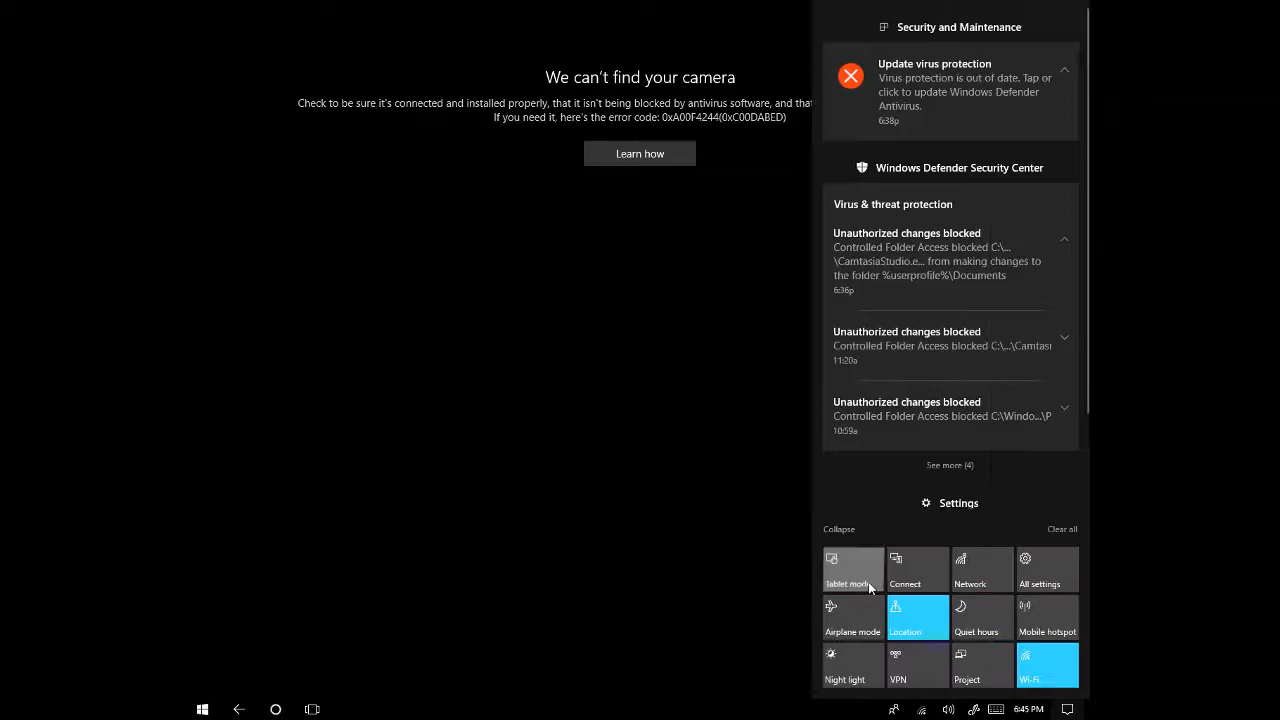 We can't find your camera
Check to be sure it's connected and installed properly, that it isn't being blocked by antivirus software, and that
If you need it, here's the error code: 0xA00F4244(0xC00DABED)
Learn how
Security and Maintenance
Update virus protection
Virus protection is out of date. Tap or
click to update Windows Defender
Antivirus.
6:38p
Windows Defender Security Center
Virus & threat protection
Unauthorized changes blocked
Controlled Folder Access blocked C:\...
\CamtasiaStudio.e... from making changes to
the folder %userprofile%\Documents
6:36p
Unauthorized changes blocked
Controlled Folder Access blocked C:\...\Camtasi
11:20a
Unauthorized changes blocked
Controlled Folder Access blocked C:\Windo...\P
10:59a
See more (4)
Settings
Collapse
Clear all
Tablet mode
Connect
Network
All settings
Airplane mode
Location
Quiet hours
Mobile hotspot
Night light
VPN
Project
Wi-Fi
6:45 PM